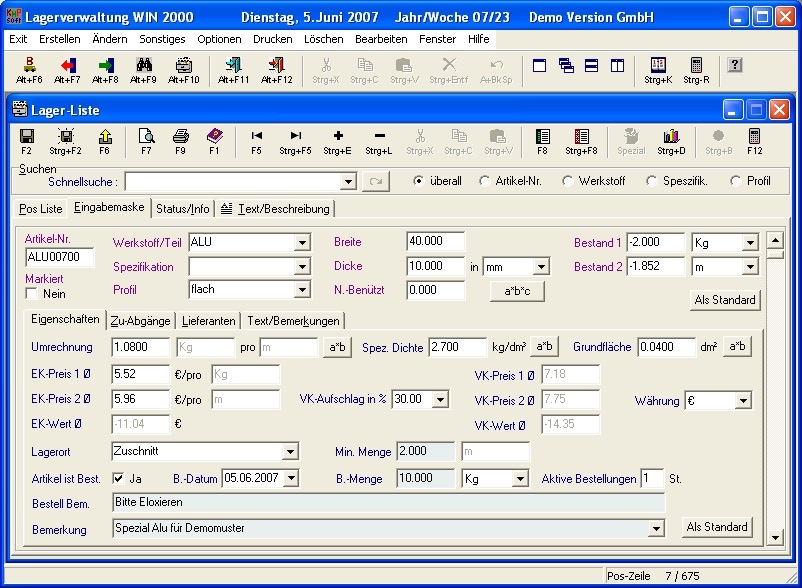 KHP soft Lagerverwaltung WIN 2000 Dienstag, 5.Juni 2007 Jahr/Woche 07/23 Demo Version GmbH
Exit Erstellen Ändern Sonstiges Optionen Drucken Löschen Bearbeiten Fenster Hilfe
Alt+F6 Alt+F7 Alt+F8 Alt+F9 Alt+F10 Alt+F11 Alt+F12 Strg+X Strg+C Strg+V Strg+Entf A+BkSp Strg+K Strg-R ?
Lager-Liste
F2 Strg+F2 F6 F7 F9 F1 F5 Strg+F5 Strg+E Strg+L Strg+X Strg+C Strg+V F8 Strg+F8 Spezial Strg+D Strg+B F12
Suchen
Schnellsuche : überall Artikel-Nr. Werkstoff Spezifik. Profil
Pos Liste Eingabemaske Status/Info Text/Beschreibung
Artikel-Nr. Werkstoff/Teil ALU Breite 40.000 Bestand 1 -2.000 Kg
ALU00700 Spezifikation Dicke 10.000 in mm Bestand 2 -1.852 m
Markiert
Nein Profil flach N.-Benützt 0.000 a*b*c Als Standard
Eigenschaften Zu-Abgänge Lieferanten Text/Bemerkungen
Umrechnung 1.0800 Kg pro m a*b Spez. Dichte 2.700 kg/dm³ a*b Grundfläche 0.0400 dm² a*b
EK-Preis 1 Ø 5.52 €/pro Kg VK-Preis 1 Ø 7.18
EK-Preis 2 Ø 5.96 €/pro m VK-Aufschlag in % 30.00 VK-Preis 2 Ø 7.75 Währung €
EK-Wert Ø -11.04 € VK-Wert Ø -14.35
Lagerort Zuschnitt Min. Menge 2.000 m
Artikel ist Best. Ja B.-Datum 05.06.2007 B.-Menge 10.000 Kg Aktive Bestellungen 1 St.
Bestell Bem. Bitte Eloxieren
Bemerkung Spezial Alu für Demomuster Als Standard
Pos-Zeile 7 / 675